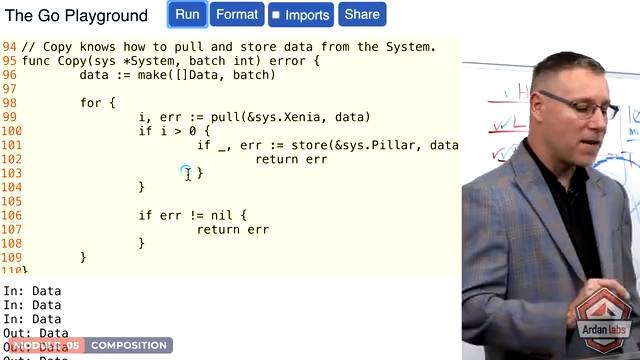 The Go Playground Run Format Imports Share
94 // Copy knows how to pull and store data from the System.
95 func Copy(sys *System, batch int) error {
96 data := make([]Data, batch)
97
98 for {
99 i, err := pull(&sys.Xenia, data)
100 if i > 0 {
101 if _, err := store(&sys.Pillar, data
102 return err
103 }
104 }
105
106 if err != nil {
107 return err
108 }
109 }
110 }
In: Data
In: Data
In: Data
Out: Data
MODULE 05 COMPOSITION
Ardan labs